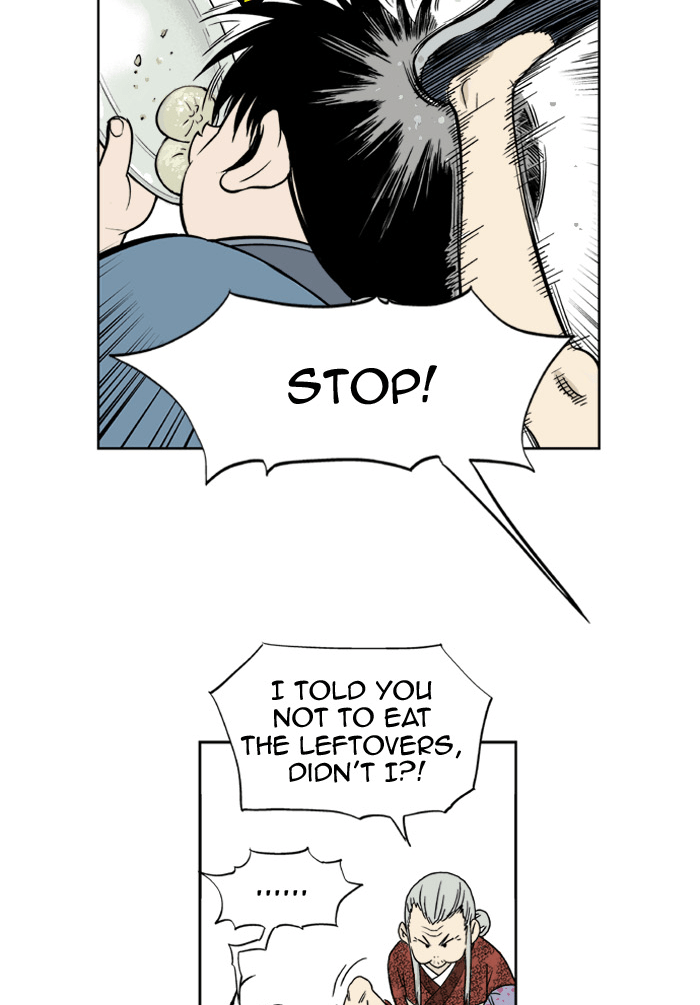 STOP!
I TOLD YOU
NOT TO EAT
THE LEFTOVERS,
DIDN'T I?!
......